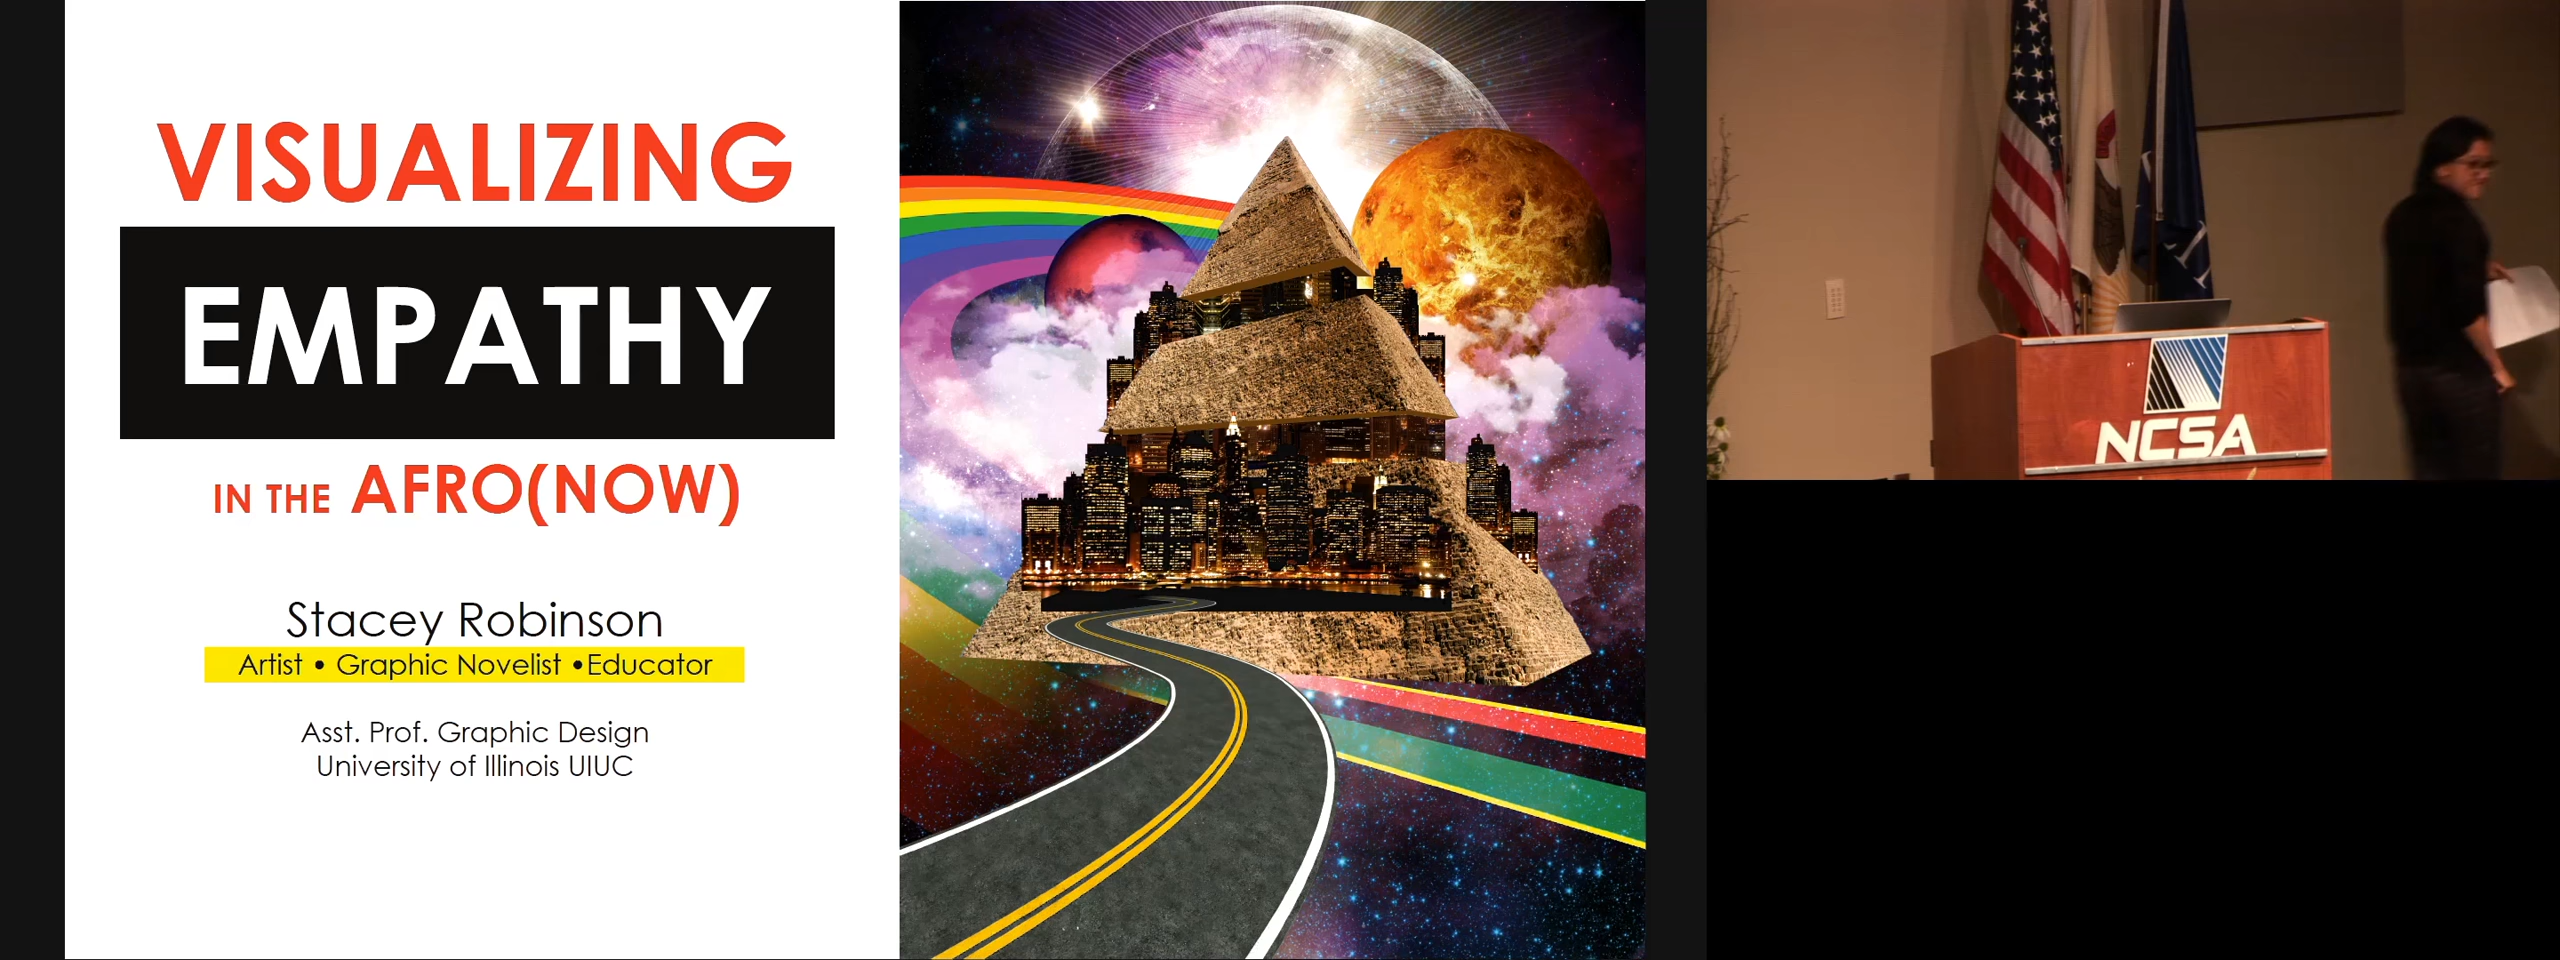 VISUALIZING
EMPATHY
IN THE AFRO(NOW)
Stacey Robinson
Artist • Graphic Novelist •Educator
Asst. Prof. Graphic Design
University of Illinois UIUC
NCSA